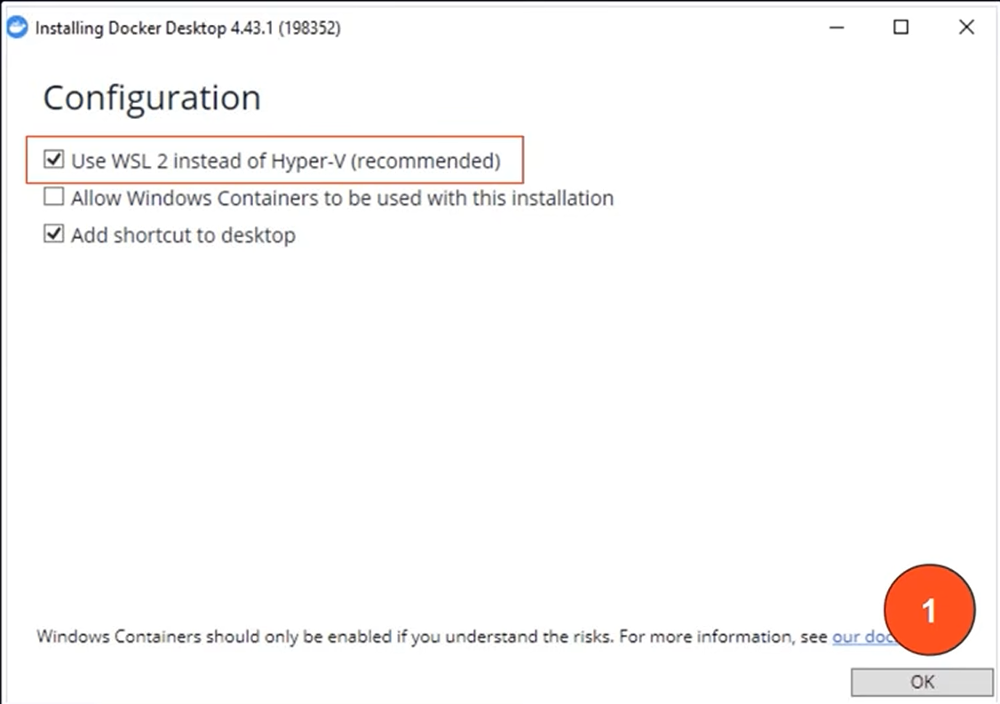 Installing Docker Desktop 4.43.1 (198352)
Configuration
Use WSL 2 instead of Hyper-V (recommended)
Allow Windows Containers to be used with this installation
Add shortcut to desktop
1
Windows Containers should only be enabled if you understand the risks. For more information, see our
OK